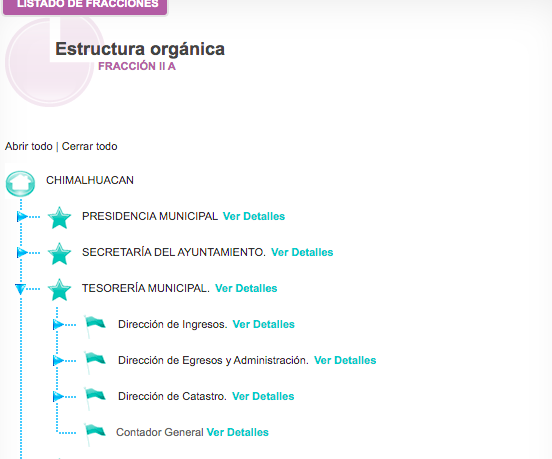 LISTADO DE FRACCIONES
Estructura orgánica
FRACCIÓN II A
Abrir todo | Cerrar todo
CHIMALHUACAN
PRESIDENCIA MUNICIPAL Ver Detalles
SECRETARÍA DEL AYUNTAMIENTO. Ver Detalles
TESORERÍA MUNICIPAL. Ver Detalles
Dirección de Ingresos. Ver Detalles
Dirección de Egresos y Administración. Ver Detalles
Dirección de Catastro. Ver Detalles
Contador General Ver Detalles